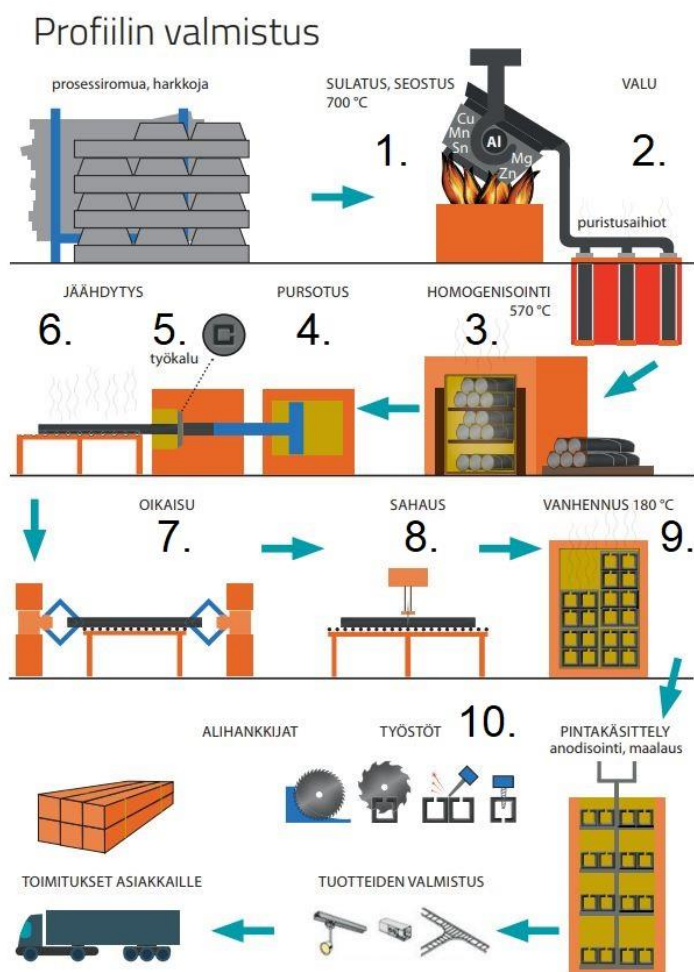 Profiilin valmistus
prosessiromua, harkkoja
SULATUS, SEOSTUS
700 °C
1.
Cu
Mn
Sn
Al
Mg
Zn
VALU
2.
puristusaihiot
JÄÄHDYTYS
6.
5.
työkalu
PURSOTUS
4.
HOMOGENISOINTI
570 °C
3.
OIKAISU
7.
SAHAUS
8.
VANHENNUS 180 °C
9.
ALIHANKKIJAT
TYÖSTÖT
10.
PINTAKÄSITTELY
anodisointi, maalaus
TOIMITUKSET ASIAKKAILLE
TUOTTEIDEN VALMISTUS